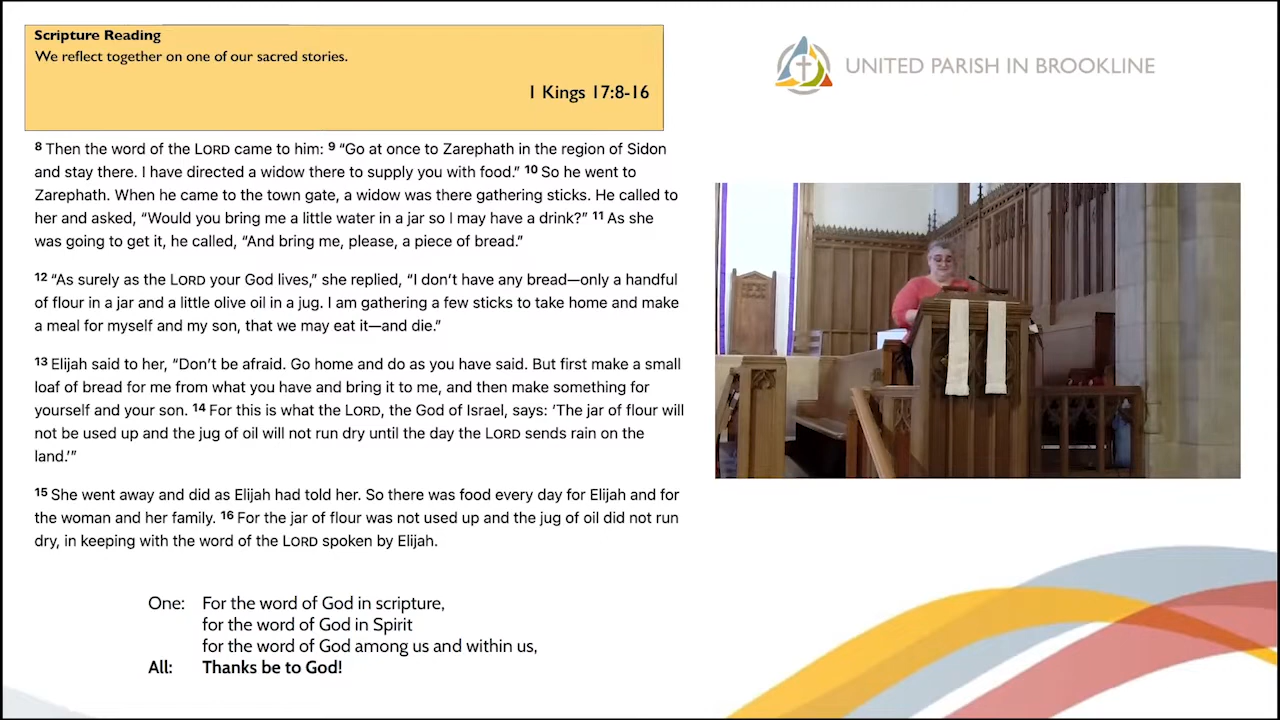 Scripture Reading
We reflect together on one of our sacred stories.
1 Kings 17:8-16
8 Then the word of the LORD came to him: 9 “Go at once to Zarephath in the region of Sidon
and stay there. I have directed a widow there to supply you with food.” 10 So he went to
Zarephath. When he came to the town gate, a widow was there gathering sticks. He called to
her and asked, “Would you bring me a little water in a jar so I may have a drink?” 11 As she
was going to get it, he called, “And bring me, please, a piece of bread.”
12 “As surely as the LORD your God lives,” she replied, “I don’t have any bread—only a handful
of flour in a jar and a little olive oil in a jug. I am gathering a few sticks to take home and make
a meal for myself and my son, that we may eat it—and die.”
13 Elijah said to her, “Don’t be afraid. Go home and do as you have said. But first make a small
loaf of bread for me from what you have and bring it to me, and then make something for
yourself and your son. 14 For this is what the LORD, the God of Israel, says: ‘The jar of flour will
not be used up and the jug of oil will not run dry until the day the LORD sends rain on the
land.’”
15 She went away and did as Elijah had told her. So there was food every day for Elijah and for
the woman and her family. 16 For the jar of flour was not used up and the jug of oil did not run
dry, in keeping with the word of the LORD spoken by Elijah.
One: For the word of God in scripture,
for the word of God in Spirit
for the word of God among us and within us,
All: Thanks be to God!
UNITED PARISH IN BROOKLINE